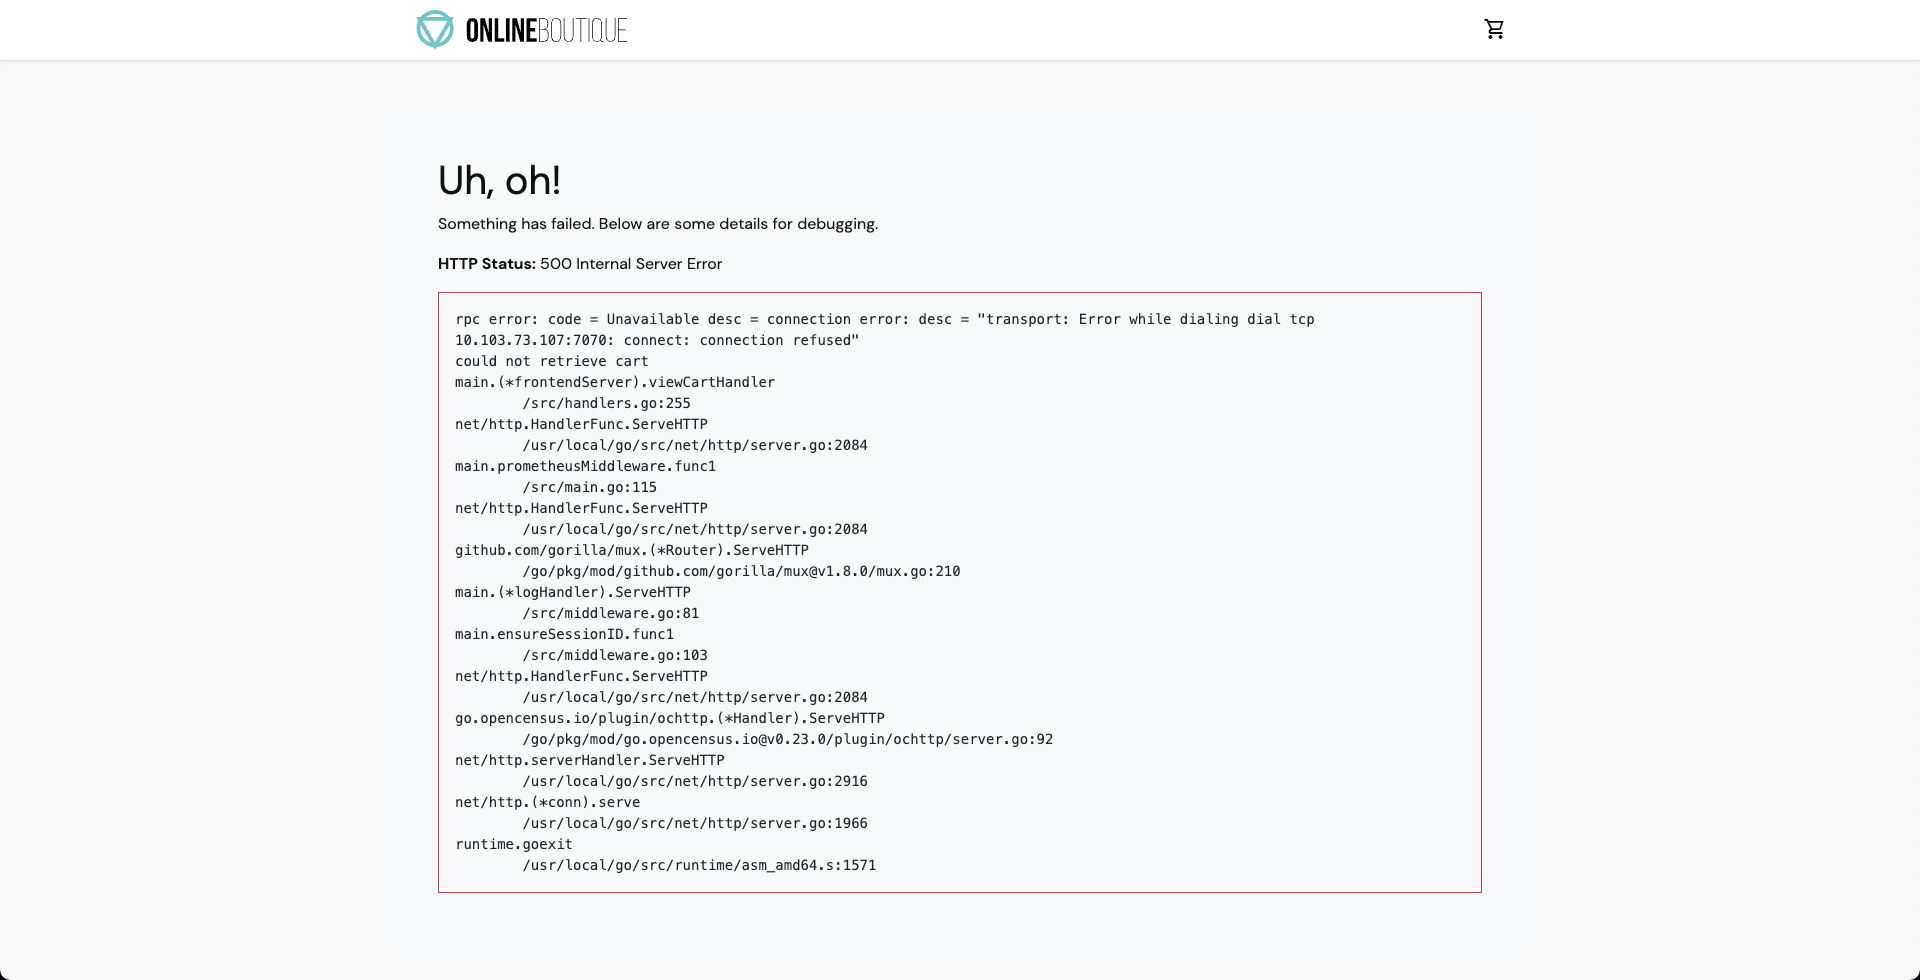 ONLINEBOUTIQUE
Uh, oh!
Something has failed. Below are some details for debugging.
HTTP Status: 500 Internal Server Error
rpc error: code = Unavailable desc = connection error: desc = "transport: Error while dialing dial tcp
10.103.73.107:7070: connect: connection refused"
could not retrieve cart
main.(*frontendServer).viewCartHandler
        /src/handlers.go:255
net/http.HandlerFunc.ServeHTTP
        /usr/local/go/src/net/http/server.go:2084
main.prometheusMiddleware.func1
        /src/main.go:115
net/http.HandlerFunc.ServeHTTP
        /usr/local/go/src/net/http/server.go:2084
github.com/gorilla/mux.(*Router).ServeHTTP
        /go/pkg/mod/github.com/gorilla/mux@v1.8.0/mux.go:210
main.(*logHandler).ServeHTTP
        /src/middleware.go:81
main.ensureSessionID.func1
        /src/middleware.go:103
net/http.HandlerFunc.ServeHTTP
        /usr/local/go/src/net/http/server.go:2084
go.opencensus.io/plugin/ochttp.(*Handler).ServeHTTP
        /go/pkg/mod/go.opencensus.io@v0.23.0/plugin/ochttp/server.go:92
net/http.serverHandler.ServeHTTP
        /usr/local/go/src/net/http/server.go:2916
net/http.(*conn).serve
        /usr/local/go/src/net/http/server.go:1966
runtime.goexit
        /usr/local/go/src/runtime/asm_amd64.s:1571